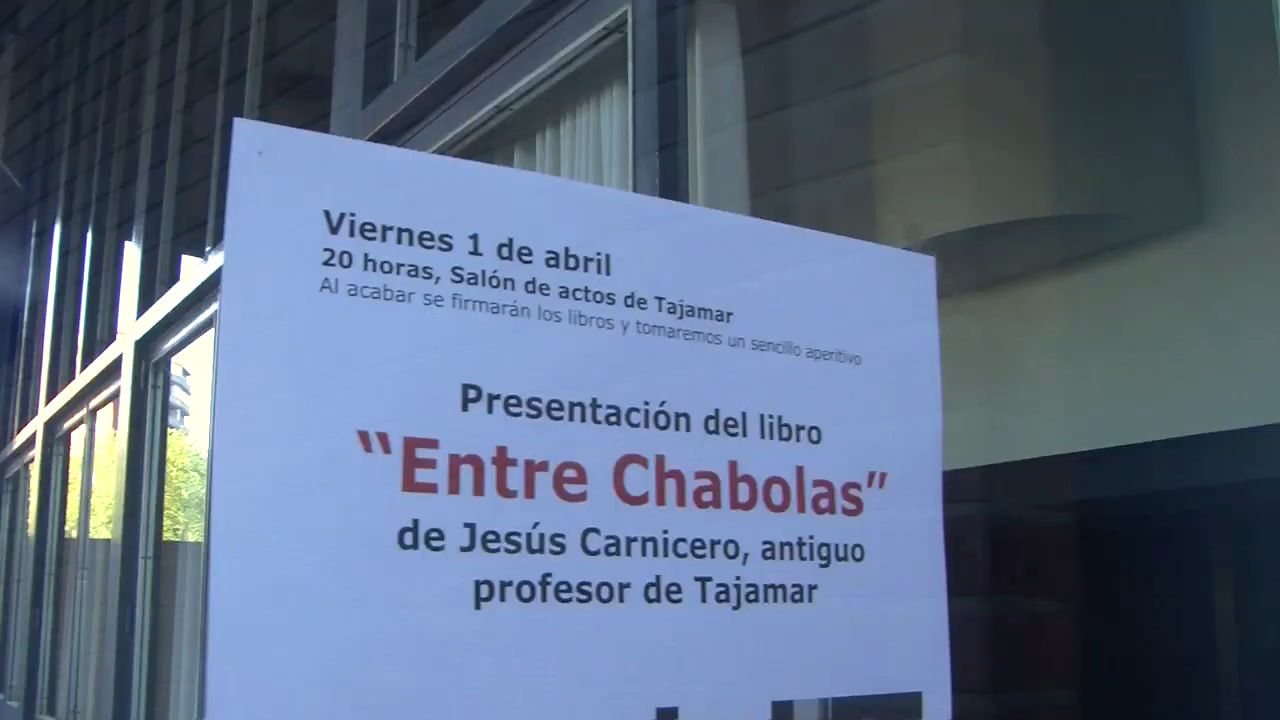 Viernes 1 de abril
20 horas, Salón de actos de Tajamar
Al acabar se firmarán los libros y tomaremos un sencillo aperitivo
Presentación del libro
“Entre Chabolas”
de Jesús Carnicero, antiguo
profesor de Tajamar